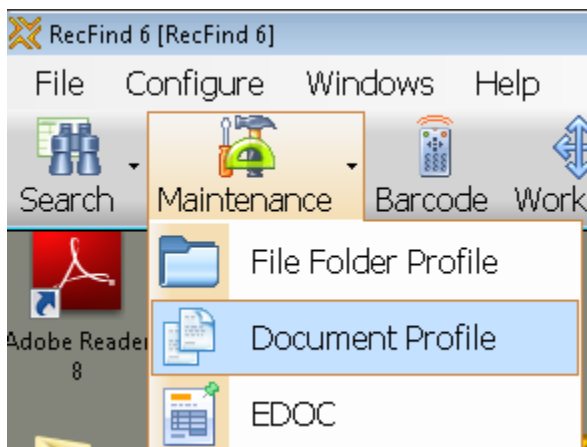 RecFind 6 [RecFind 6]
File Configure Windows Help
Search Maintenance Barcode Work
File Folder Profile
Adobe Reader
8
Document Profile
EDOC